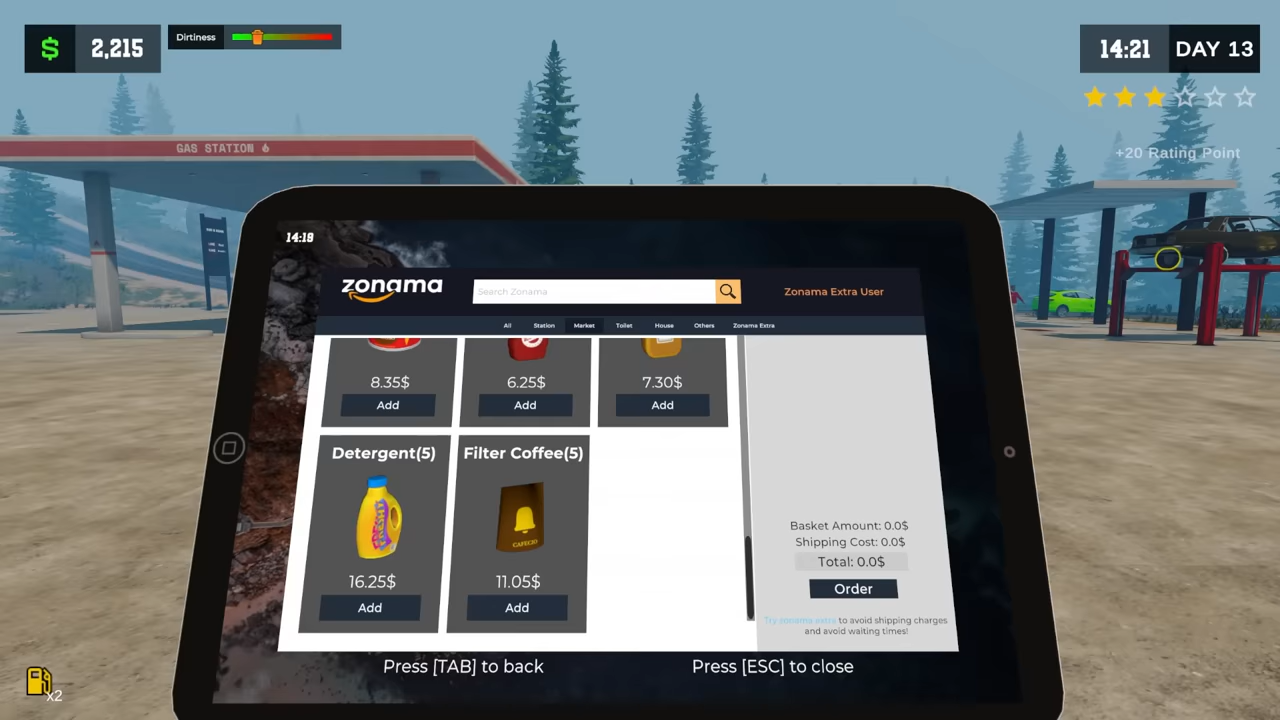 $ 2,215
Dirtiness
14:21 DAY 13
+20 Rating Point
GAS STATION
14:19
zonama
Search Zonama
Zonama Extra User
All Station Market Toilet House Others Zonama Extra
8.35$ 6.25$ 7.30$
Add Add Add
Detergent(5) Filter Coffee(5)
FRESH
CAFECIO
16.25$ 11.05$
Add Add
Basket Amount: 0.0$
Shipping Cost: 0.0$
Total: 0.0$
Order
Try zonama extra to avoid shipping charges
and avoid waiting times!
Press [TAB] to back Press [ESC] to close
x2